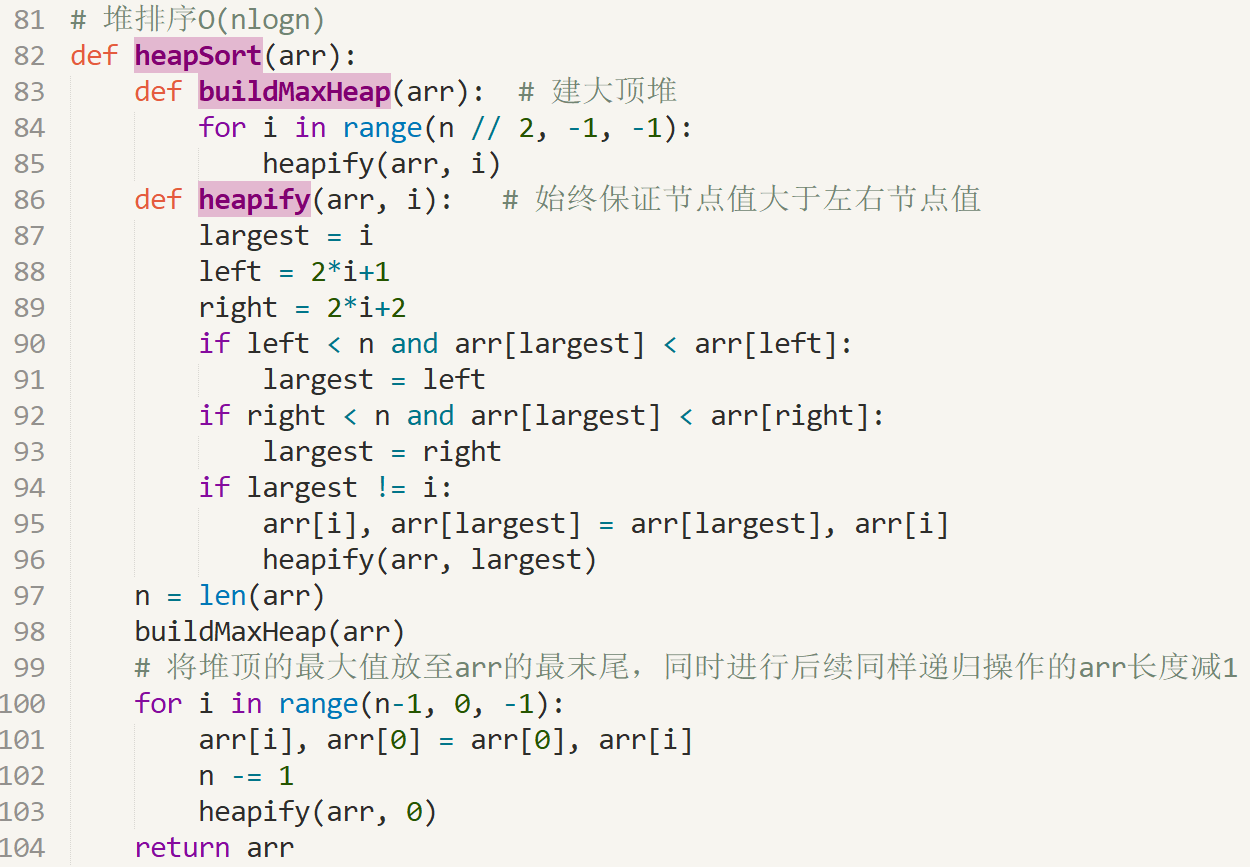 81 # 堆排序O(nlogn)
82 def heapSort(arr):
83     def buildMaxHeap(arr):  # 建大顶堆
84         for i in range(n // 2, -1, -1):
85             heapify(arr, i)
86     def heapify(arr, i):   # 始终保证节点值大于左右节点值
87         largest = i
88         left = 2*i+1
89         right = 2*i+2
90         if left < n and arr[largest] < arr[left]:
91             largest = left
92         if right < n and arr[largest] < arr[right]:
93             largest = right
94         if largest != i:
95             arr[i], arr[largest] = arr[largest], arr[i]
96             heapify(arr, largest)
97     n = len(arr)
98     buildMaxHeap(arr)
99     # 将堆顶的最大值放至arr的最末尾，同时进行后续同样递归操作的arr长度减1
100     for i in range(n-1, 0, -1):
101         arr[i], arr[0] = arr[0], arr[i]
102         n -= 1
103         heapify(arr, 0)
104     return arr